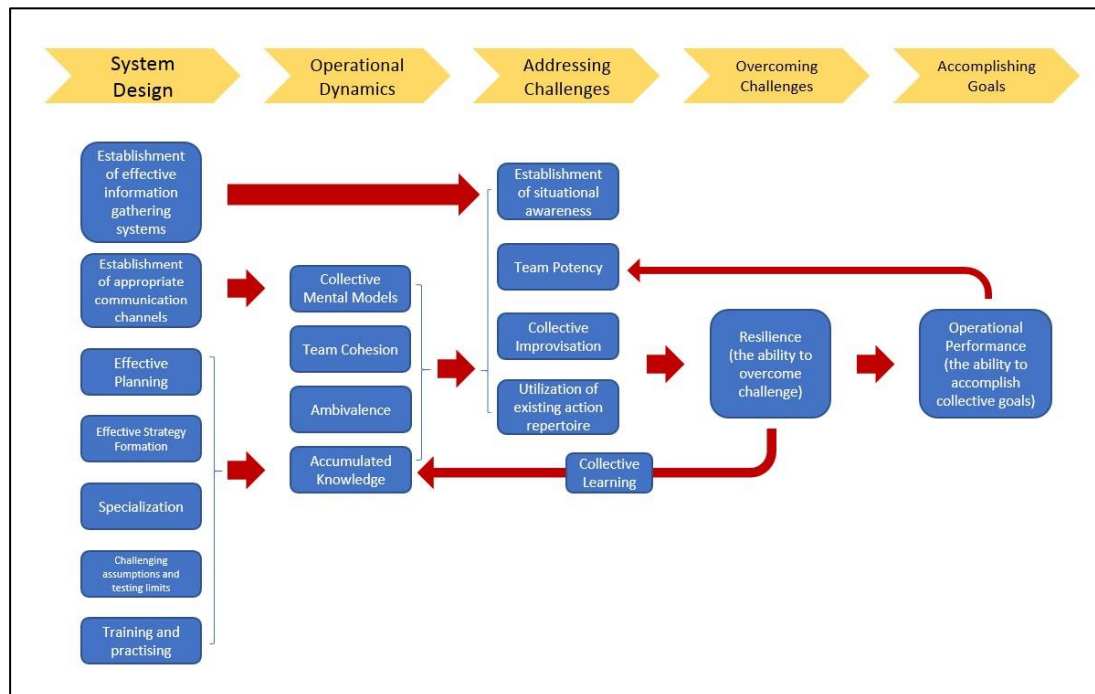 System
Design
Operational
Dynamics
Addressing
Challenges
Overcoming
Challenges
Accomplishing
Goals
Establishment
of effective
information
gathering
systems
Establishment
of appropriate
communication
channels
Effective
Planning
Effective Strategy
Formation
Specialization
Challenging
assumptions and
testing limits
Training and
practising
Collective
Mental Models
Team Cohesion
Ambivalence
Accumulated
Knowledge
Establishment
of situational
awareness
Team Potency
Collective
Improvisation
Utilization of
existing action
repertoire
Collective
Learning
Resilience
(the ability to
overcome
challenge)
Operational
Performance
(the ability to
accomplish
collective goals)